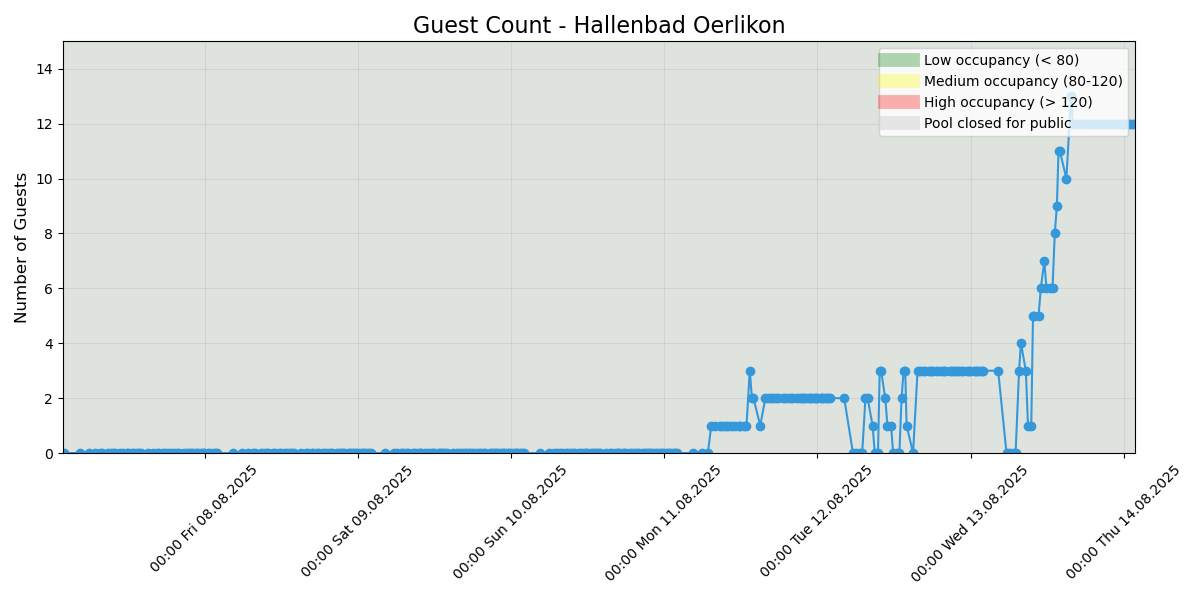 Guest Count - Hallenbad Oerlikon
Low occupancy (< 80)
Medium occupancy (80-120)
High occupancy (> 120)
Pool closed for public
Number of Guests
14
12
10
8
6
4
2
0
00:00 Fri 08.08.2025
00:00 Sat 09.08.2025
00:00 Sun 10.08.2025
00:00 Mon 11.08.2025
00:00 Tue 12.08.2025
00:00 Wed 13.08.2025
00:00 Thu 14.08.2025